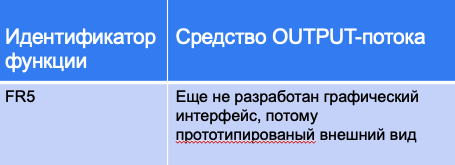 Идентификатор
функции
Средство OUTPUT-потока
FR5
Еще не разработан графический
интерфейс, потому
прототипированый внешний вид